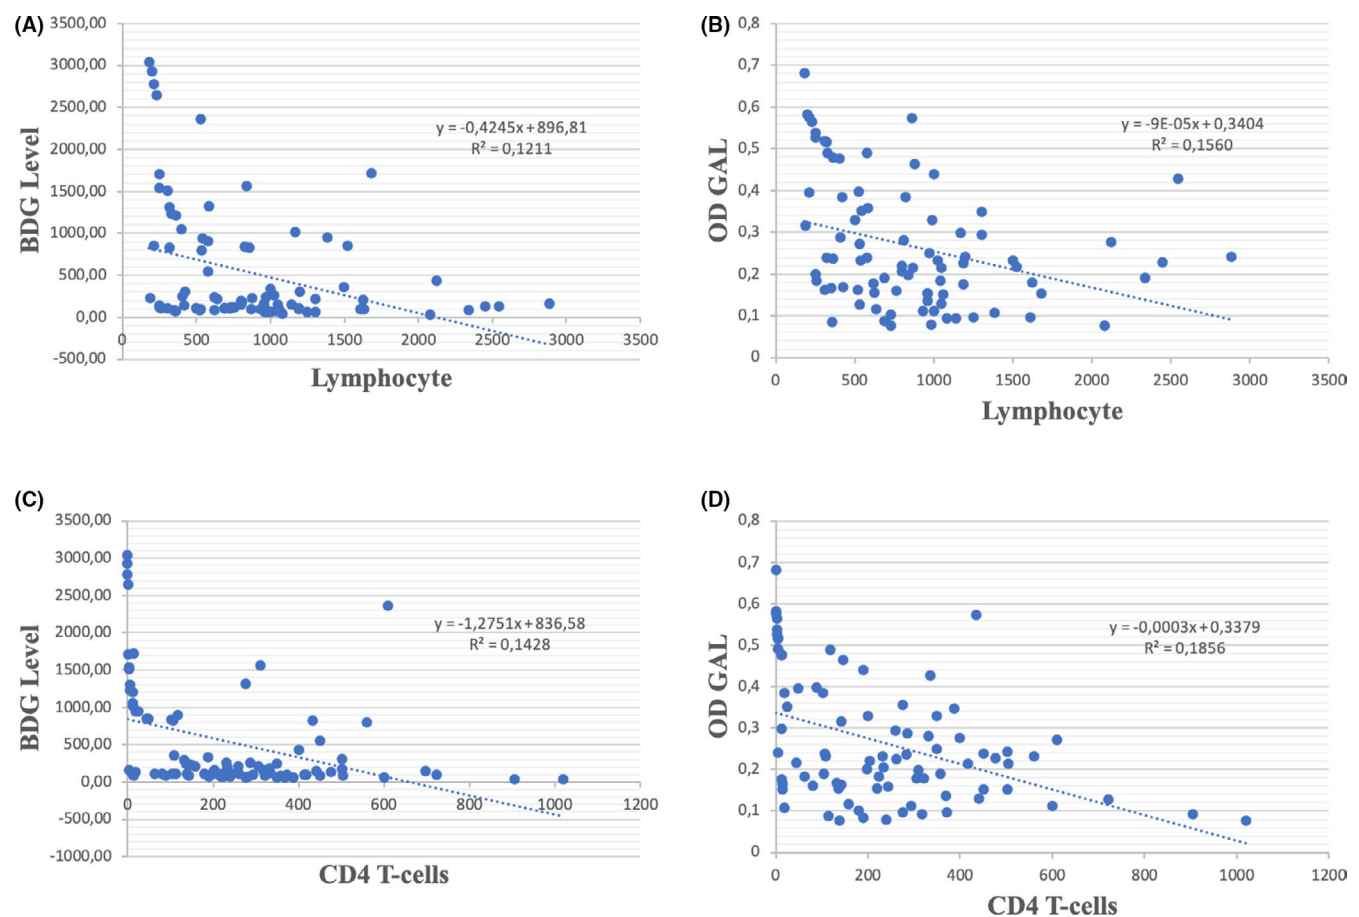 (A)
3500,00
3000,00
2500,00
2000,00
1500,00
1000,00
500,00
0,00
-500,00
BDG Level
y = -0,4245x + 896,81
R² = 0,1211
0 500 1000 1500 2000 2500 3000 3500
Lymphocyte
(B)
0,8
0,7
0,6
0,5
0,4
0,3
0,2
0,1
0
OD GAL
y = -9E-05x + 0,3404
R² = 0,1560
0 500 1000 1500 2000 2500 3000 3500
Lymphocyte
(C)
3500,00
3000,00
2500,00
2000,00
1500,00
1000,00
500,00
0,00
-500,00
-1000,00
BDG Level
y = -1,2751x + 836,58
R² = 0,1428
0 200 400 600 800 1000 1200
CD4 T-cells
(D)
0,8
0,7
0,6
0,5
0,4
0,3
0,2
0,1
0
OD GAL
y = -0,0003x + 0,3379
R² = 0,1856
0 200 400 600 800 1000 1200
CD4 T-cells